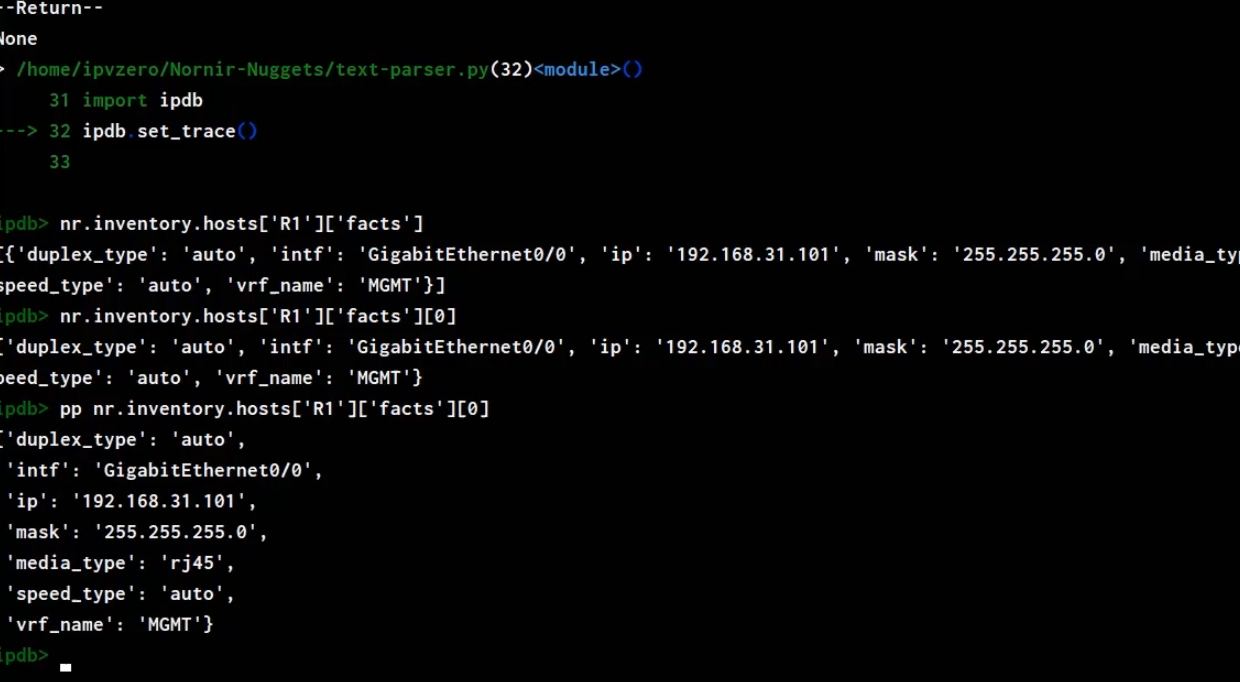 --Return--
None
> /home/ipvzero/Nornir-Nuggets/text-parser.py(32)<module>()
31 import ipdb
---> 32 ipdb.set_trace()
33
ipdb> nr.inventory.hosts['R1']['facts']
[{'duplex_type': 'auto', 'intf': 'GigabitEthernet0/0', 'ip': '192.168.31.101', 'mask': '255.255.255.0', 'media_ty
speed_type': 'auto', 'vrf_name': 'MGMT'}]
ipdb> nr.inventory.hosts['R1']['facts'][0]
{'duplex_type': 'auto', 'intf': 'GigabitEthernet0/0', 'ip': '192.168.31.101', 'mask': '255.255.255.0', 'media_type
peed_type': 'auto', 'vrf_name': 'MGMT'}
ipdb> pp nr.inventory.hosts['R1']['facts'][0]
{'duplex_type': 'auto',
'intf': 'GigabitEthernet0/0',
'ip': '192.168.31.101',
'mask': '255.255.255.0',
'media_type': 'rj45',
'speed_type': 'auto',
'vrf_name': 'MGMT'}
ipdb>